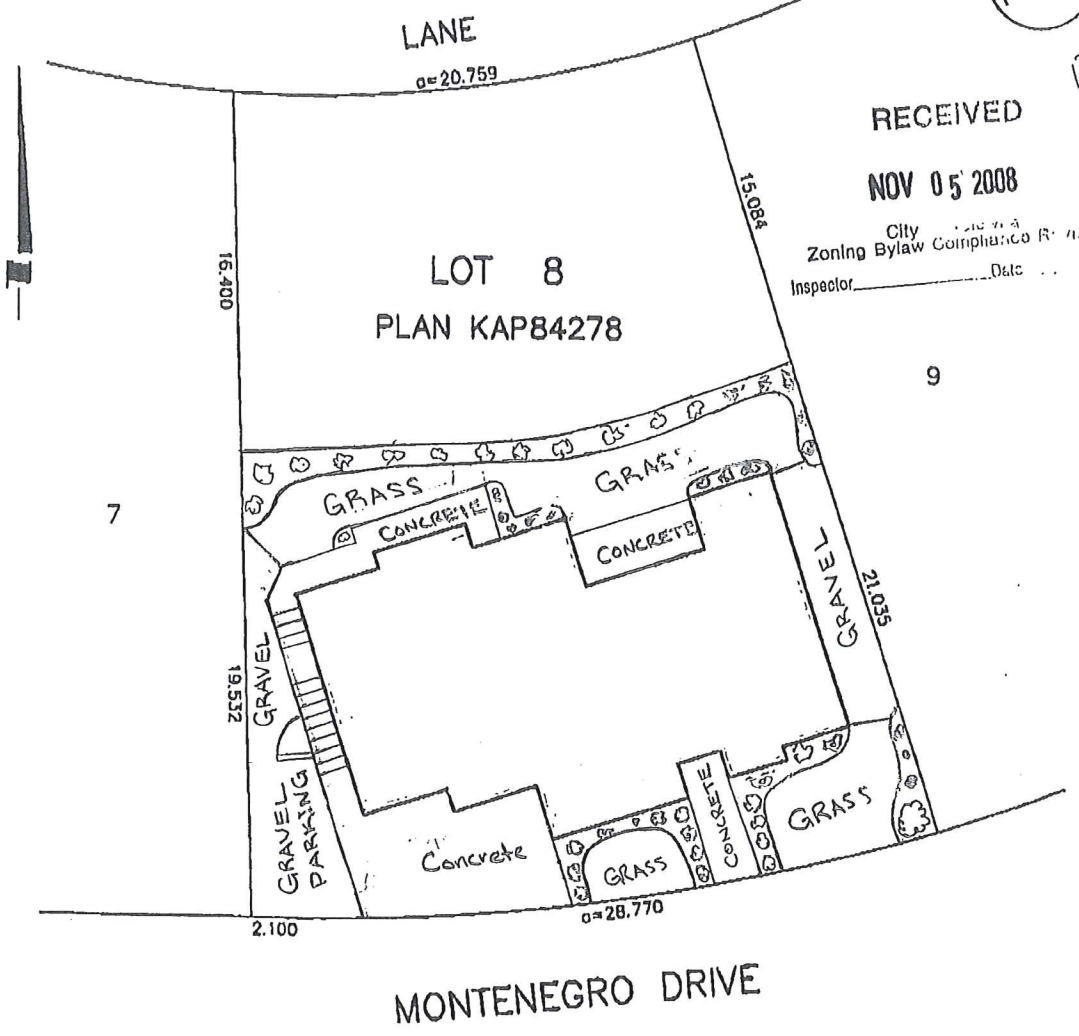 LANE
a=20.759
RECEIVED
NOV 05 2008
City
Zoning Bylaw Compliance
Inspector Date
15.084
16.400
LOT 8
PLAN KAP84278
9
7
GRASS
GRASS
CONCRETE
CONCRETE
GRAVEL
21.035
GRAVEL
19.532
GRAVEL
PARKING
Concrete
GRASS
CONCRETE
GRASS
2.100
a=28.770
MONTENEGRO DRIVE